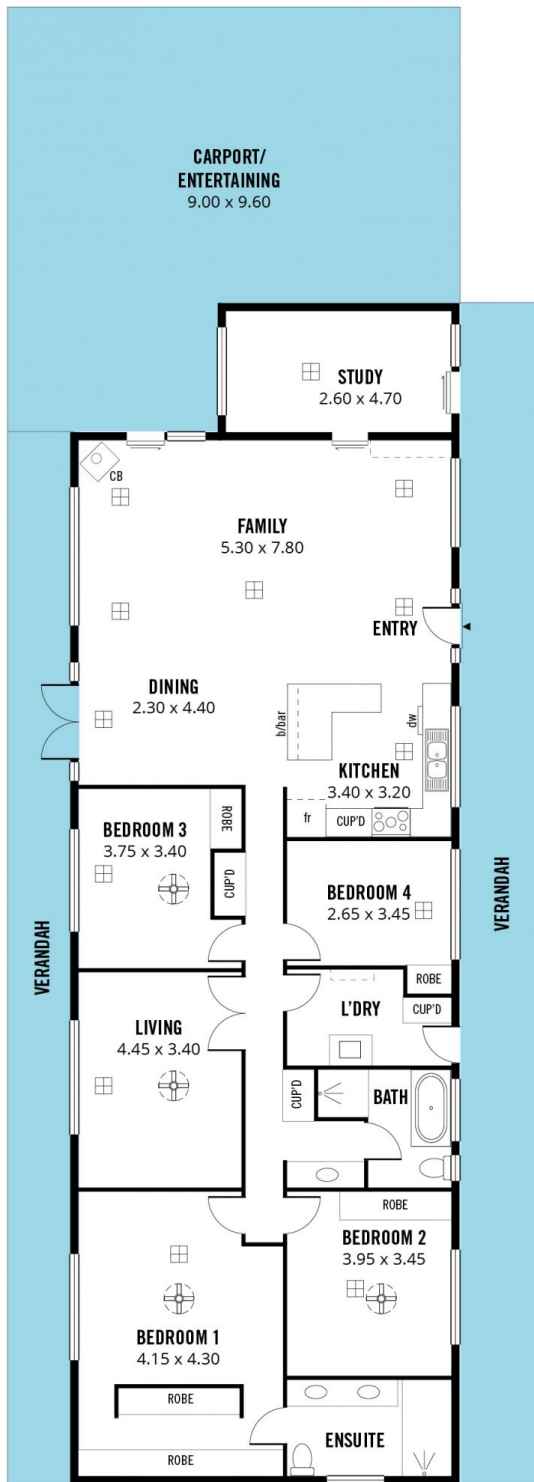 CARPORT/
ENTERTAINING
9.00 x 9.60
STUDY
2.60 x 4.70
CB
FAMILY
5.30 x 7.80
ENTRY
DINING
2.30 x 4.40
b/bar
dw
KITCHEN
3.40 x 3.20
fr
CUP'D
BEDROOM 3
3.75 x 3.40
ROBE
CUP'D
BEDROOM 4
2.65 x 3.45
ROBE
VERANDAH
VERANDAH
LIVING
4.45 x 3.40
L'DRY
CUP'D
CUP'D
BATH
ROBE
BEDROOM 2
3.95 x 3.45
BEDROOM 1
4.15 x 4.30
ROBE
ROBE
ENSUITE